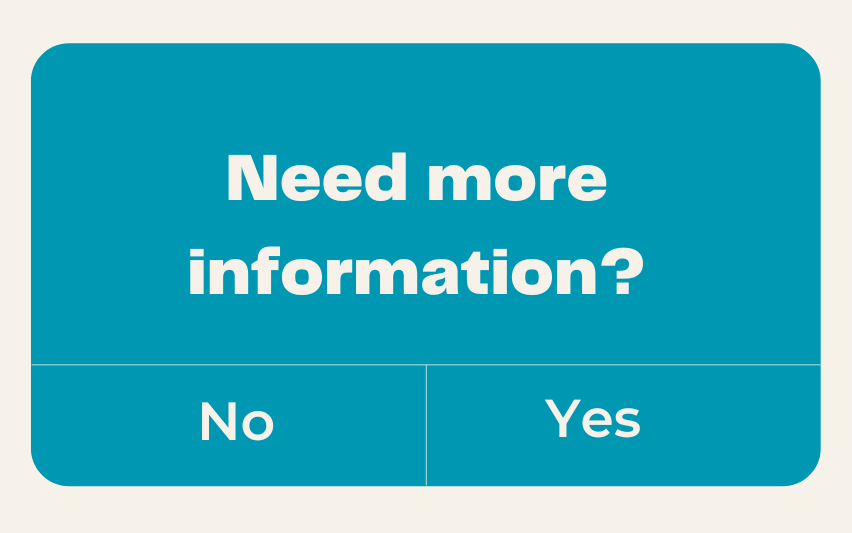 Need more
information?
No
Yes